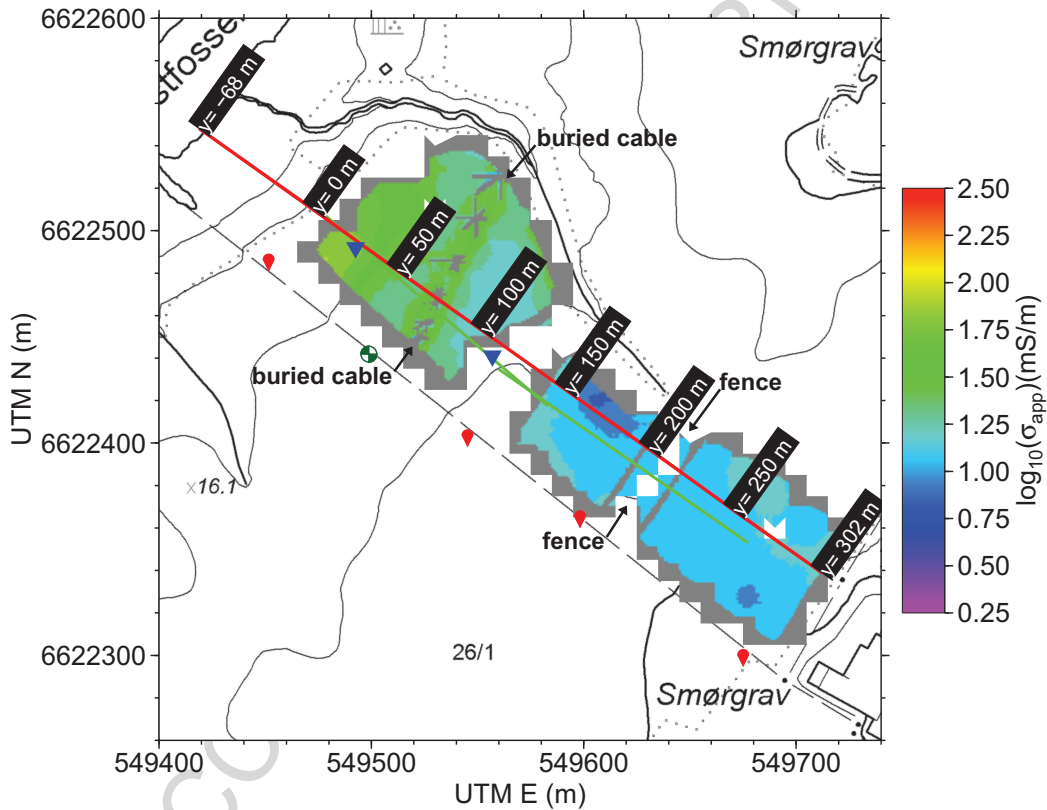 6622600
6622500
6622400
6622300
UTM N (m)
549400
549500
549600
549700
UTM E (m)
stfosse
Smørgrav
y= −68 m
y= 0 m
y= 50 m
y= 100 m
y= 150 m
y= 200 m
y= 250 m
y= 302 m
buried cable
buried cable
fence
fence
x16.1
26/1
Smørgrav
2.50
2.25
2.00
1.75
1.50
1.25
1.00
0.75
0.50
0.25
log10(σapp)(mS/m)